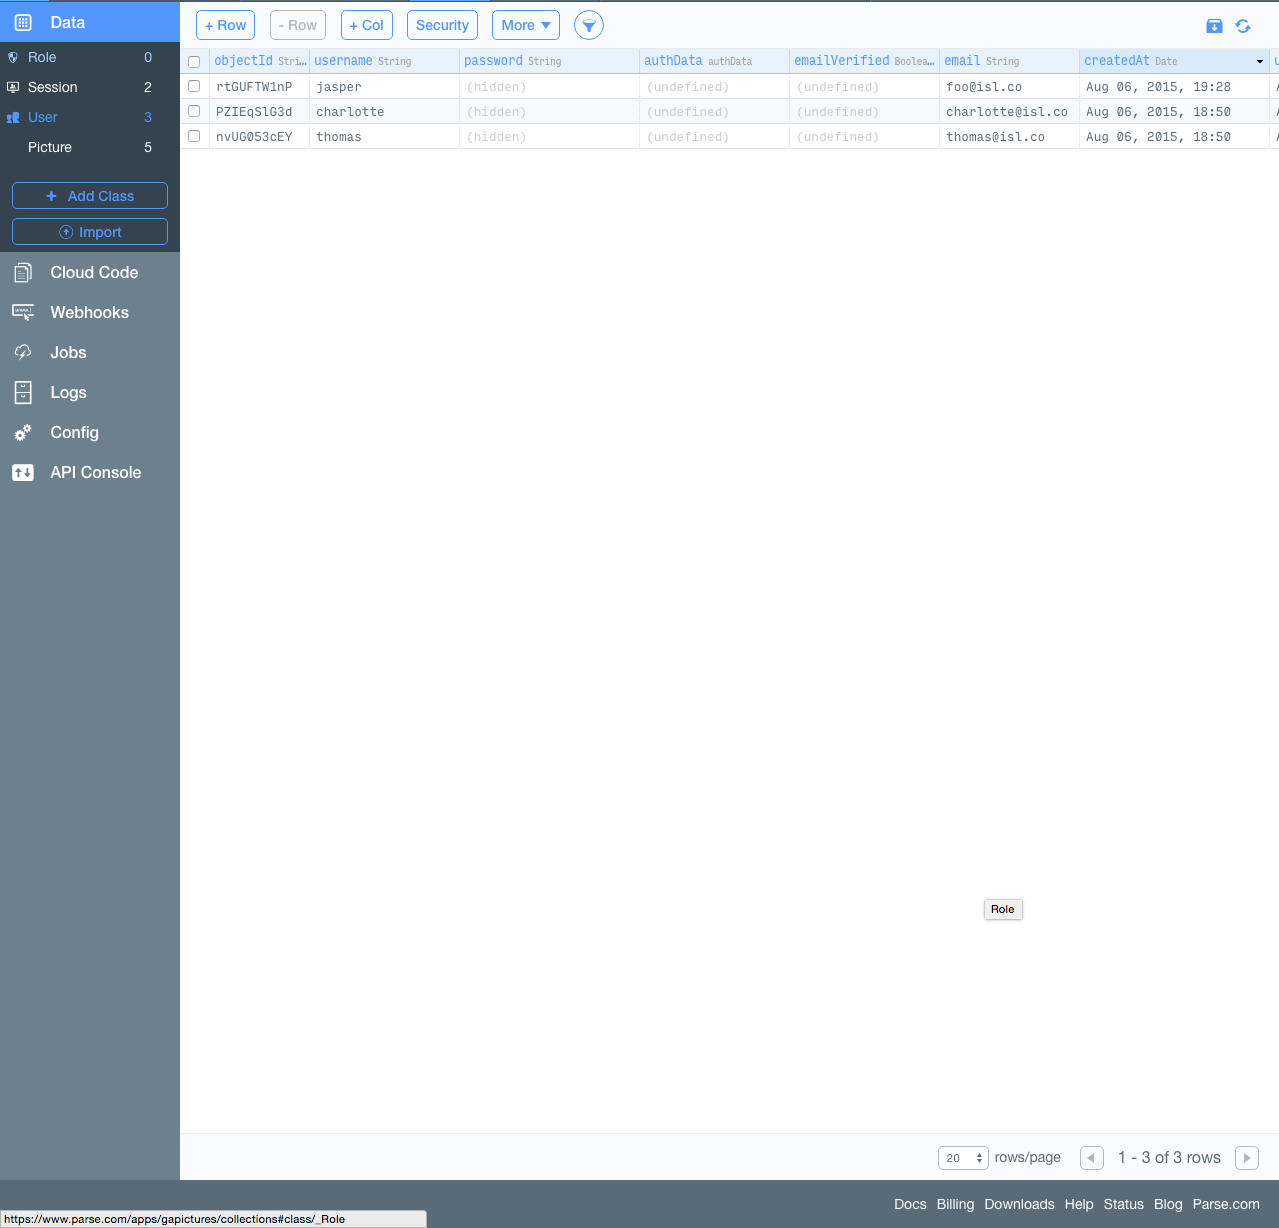 Data
Role 0
Session 2
User 3
Picture 5
+ Add Class
Import
Cloud Code
Webhooks
Jobs
Logs
Config
API Console
+ Row - Row + Col Security More
objectId Stri... username String password String authData authData emailVerified Boolea... email String createdAt Date
rtGUFTW1nP jasper (hidden) (undefined) (undefined) foo@isl.co Aug 06, 2015, 19:28
PZIEqSlG3d charlotte (hidden) (undefined) (undefined) charlotte@isl.co Aug 06, 2015, 18:50
nvUG053cEY thomas (hidden) (undefined) (undefined) thomas@isl.co Aug 06, 2015, 18:50
Role
20 rows/page 1 - 3 of 3 rows
Docs Billing Downloads Help Status Blog Parse.com
https://www.parse.com/apps/gapictures/collections#class/_Role